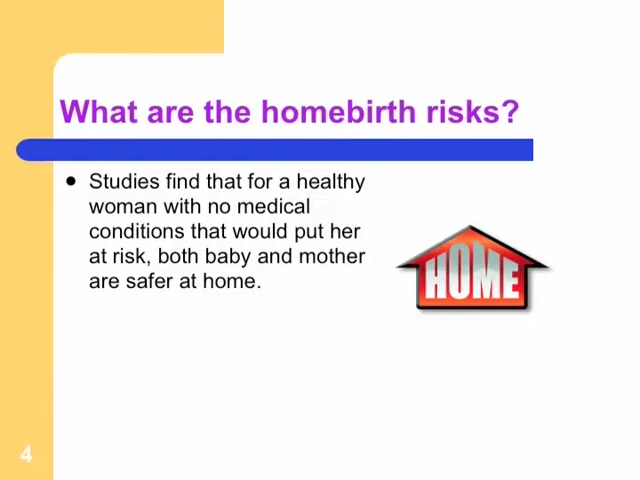 What are the homebirth risks?
Studies find that for a healthy
woman with no medical
conditions that would put her
at risk, both baby and mother
are safer at home.
HOME
4